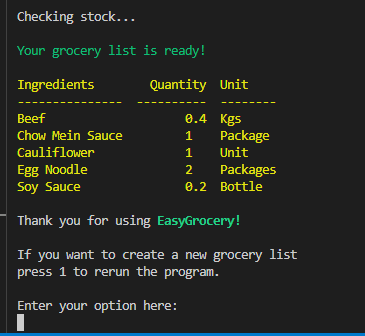 Checking stock...
Your grocery list is ready!
Ingredients Quantity Unit
--------------- ---------- --------
Beef 0.4 Kgs
Chow Mein Sauce 1 Package
Cauliflower 1 Unit
Egg Noodle 2 Packages
Soy Sauce 0.2 Bottle
Thank you for using EasyGrocery!
If you want to create a new grocery list
press 1 to rerun the program.
Enter your option here: